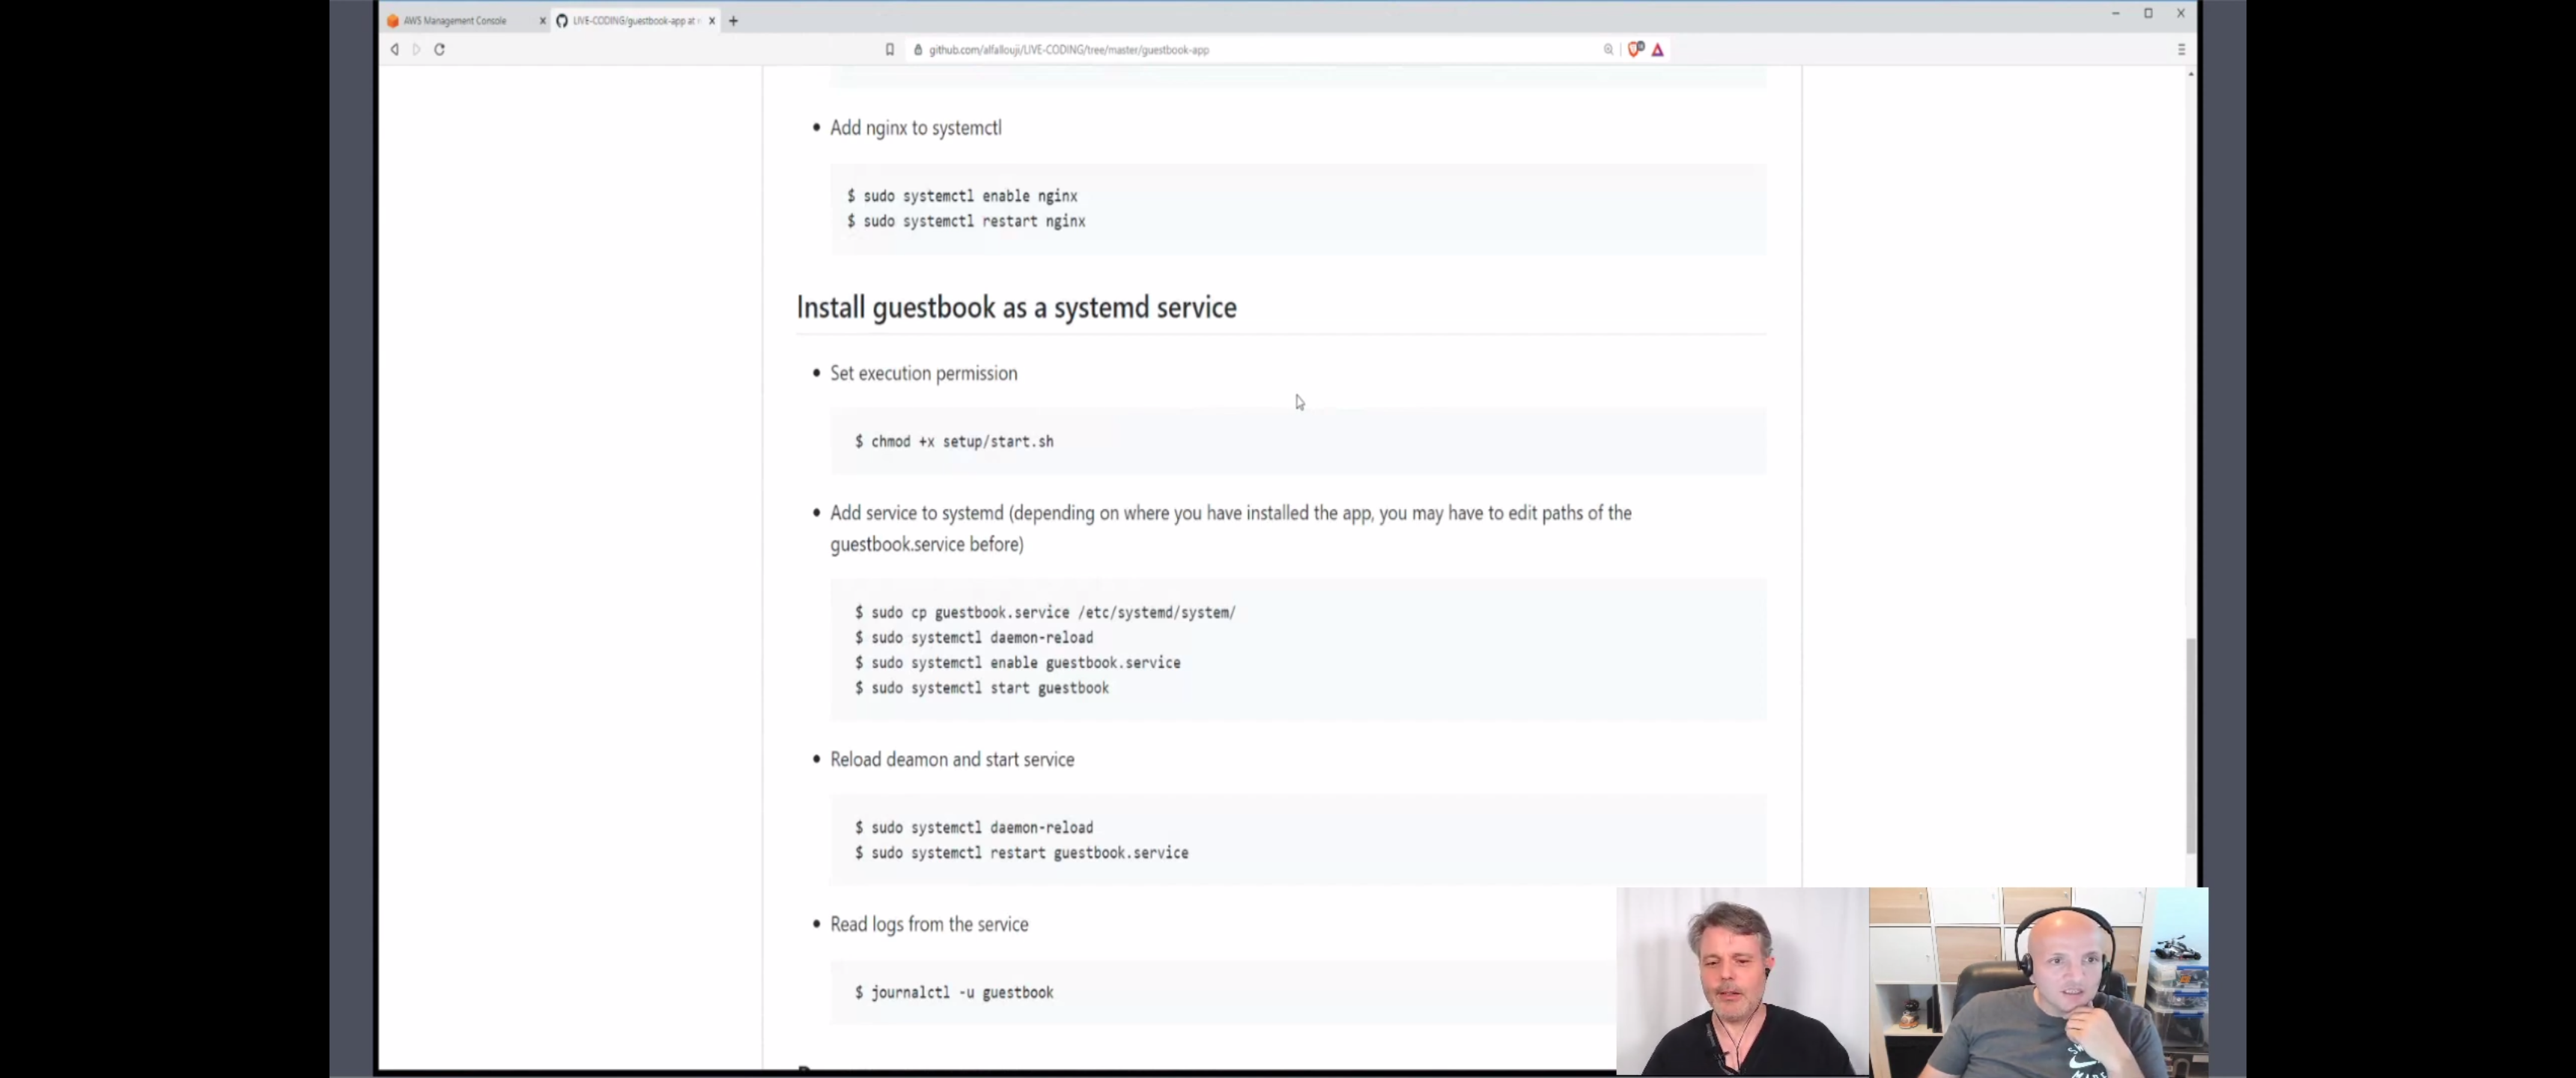 AWS Management Console
LIVE-CODING/guestbook-app at
github.com/alfallouji/LIVE-CODING/tree/master/guestbook-app
Add nginx to systemctl
$ sudo systemctl enable nginx
$ sudo systemctl restart nginx
Install guestbook as a systemd service
Set execution permission
$ chmod +x setup/start.sh
Add service to systemd (depending on where you have installed the app, you may have to edit paths of the
guestbook.service before)
$ sudo cp guestbook.service /etc/systemd/system/
$ sudo systemctl daemon-reload
$ sudo systemctl enable guestbook.service
$ sudo systemctl start guestbook
Reload deamon and start service
$ sudo systemctl daemon-reload
$ sudo systemctl restart guestbook.service
Read logs from the service
$ journalctl -u guestbook